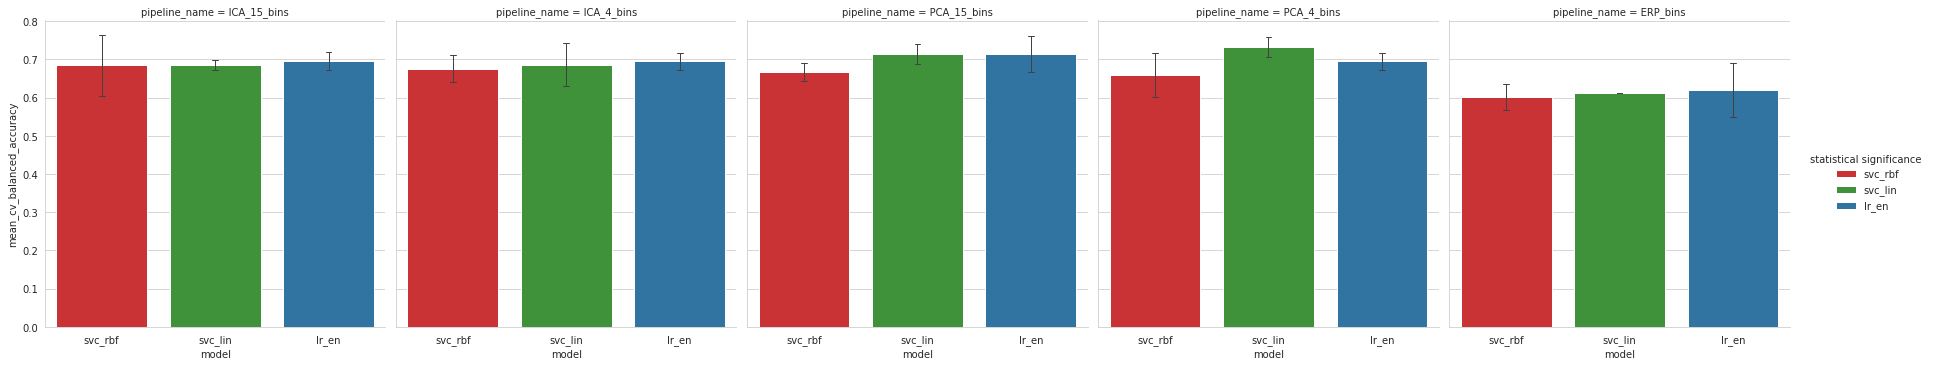 pipeline_name = ICA_15_bins
pipeline_name = ICA_4_bins
pipeline_name = PCA_15_bins
pipeline_name = PCA_4_bins
pipeline_name = ERP_bins
mean_cv_balanced_accuracy
0.8
0.7
0.6
0.5
0.4
0.3
0.2
0.1
0.0
svc_rbf svc_lin lr_en
model
svc_rbf svc_lin lr_en
model
svc_rbf svc_lin lr_en
model
svc_rbf svc_lin lr_en
model
svc_rbf svc_lin lr_en
model
statistical significance
svc_rbf
svc_lin
lr_en